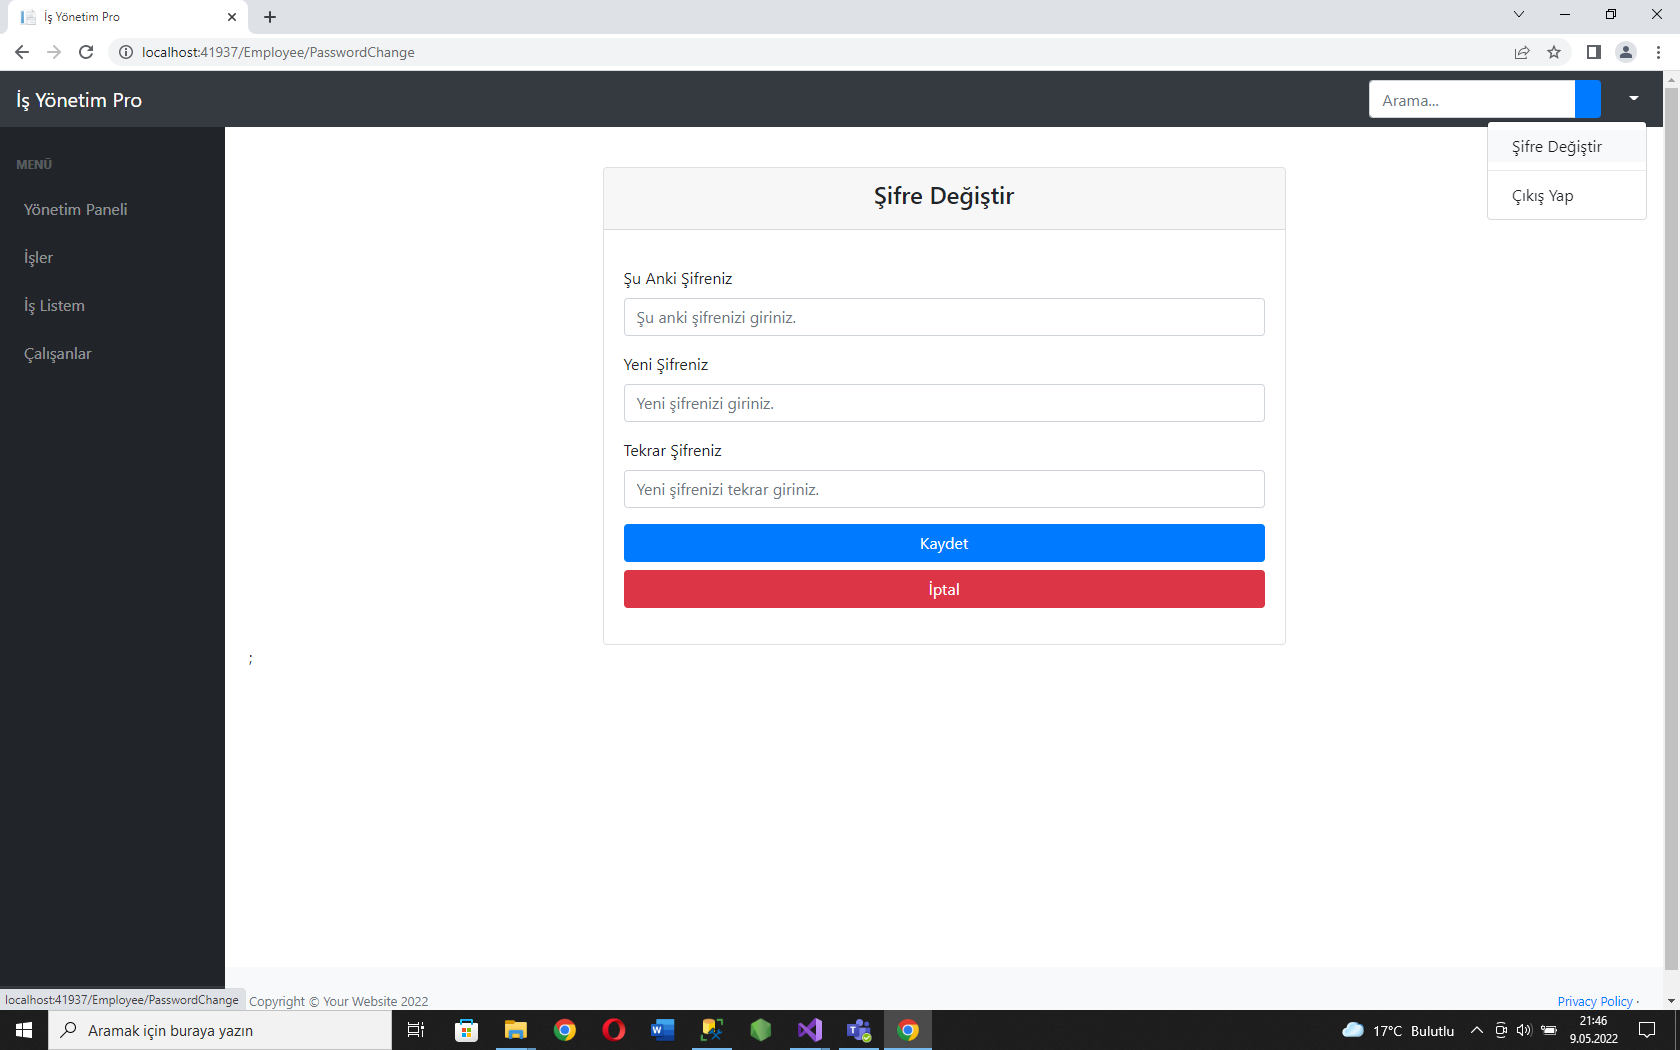 İş Yönetim Pro
localhost:41937/Employee/PasswordChange
İş Yönetim Pro
Arama...
Şifre Değiştir
Çıkış Yap
MENÜ
Yönetim Paneli
İşler
İş Listem
Çalışanlar
Şifre Değiştir
Şu Anki Şifreniz
Şu anki şifrenizi giriniz.
Yeni Şifreniz
Yeni şifrenizi giriniz.
Tekrar Şifreniz
Yeni şifrenizi tekrar giriniz.
Kaydet
İptal
;
localhost:41937/Employee/PasswordChange
Copyright © Your Website 2022
Privacy Policy ·
Aramak için buraya yazın
17°C Bulutlu
21:46
9.05.2022